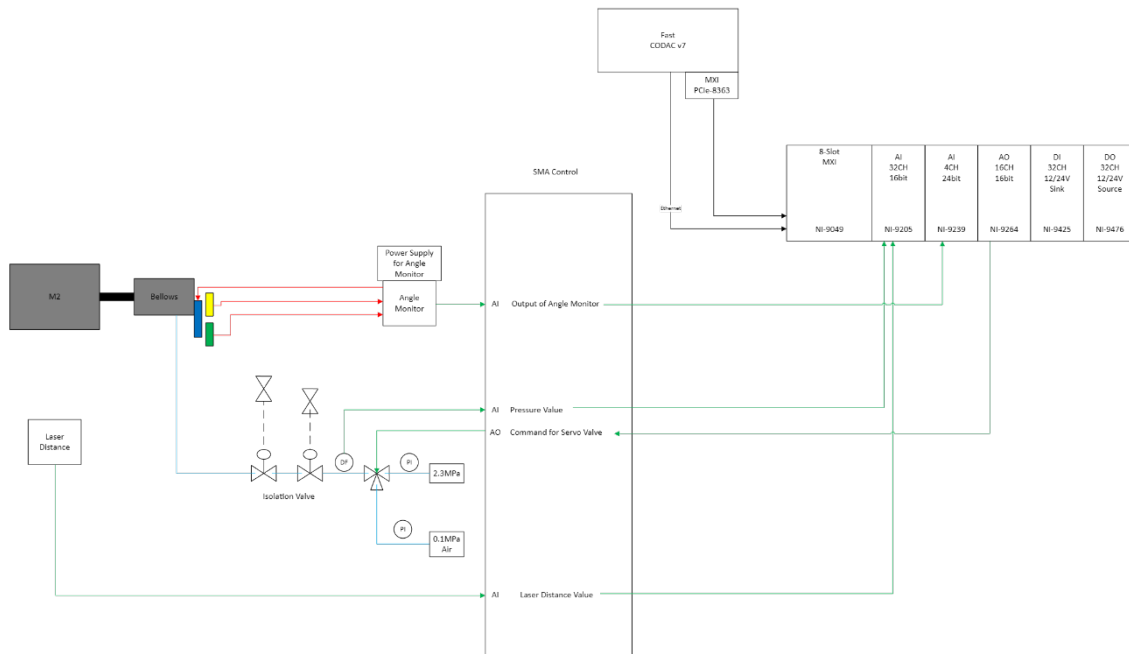 Fast
CODAC v7
MXI
PCIe-8363
8-Slot
MXI
NI-9049
AI
32CH
16bit
NI-9205
AI
4CH
24bit
NI-9239
AO
16CH
16bit
NI-9264
DI
32CH
12/24V
Sink
NI-9425
DO
32CH
12/24V
Source
NI-9476
Ethernet
SMA Control
M2
Bellows
Power Supply
for Angle
Monitor
Angle
Monitor
AI Output of Angle Monitor
AI Pressure Value
AO Command for Servo Valve
Laser
Distance
DP
PI
2.3MPa
Isolation Valve
PI
0.1MPa
Air
AI Laser Distance Value